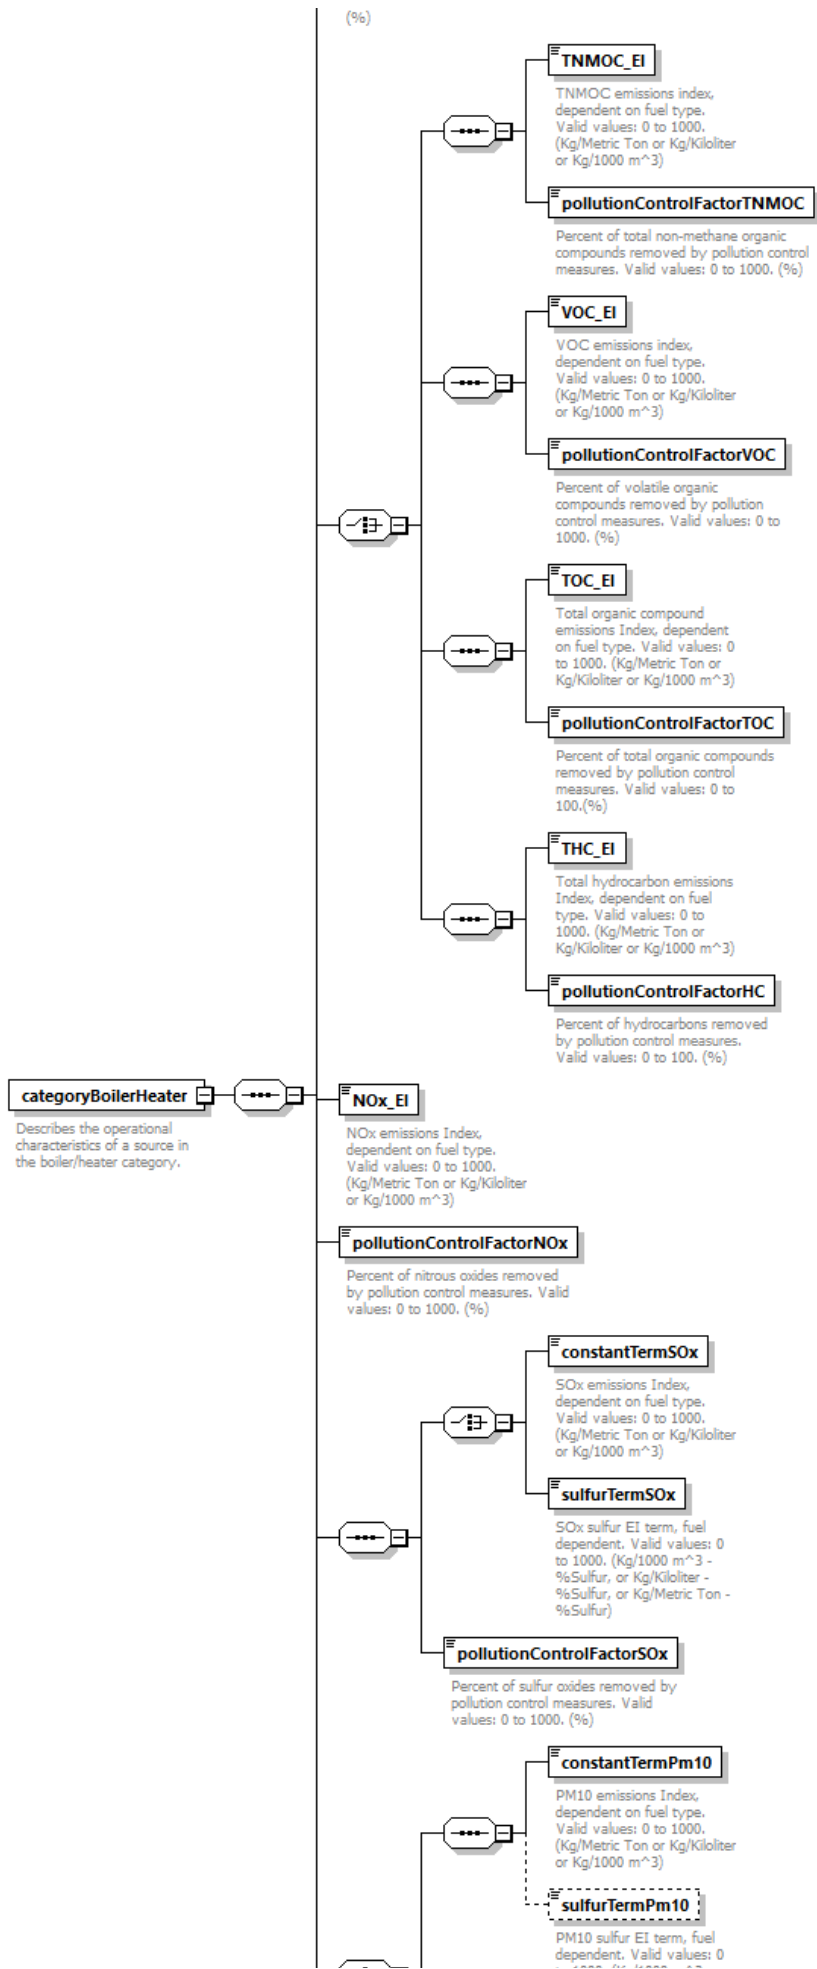 (%)
TNMOC_EI
TNMOC emissions index,
dependent on fuel type.
Valid values: 0 to 1000.
(Kg/Metric Ton or Kg/Kiloliter
or Kg/1000 m^3)
pollutionControlFactorTNMOC
Percent of total non-methane organic
compounds removed by pollution control
measures. Valid values: 0 to 1000. (%)
VOC_EI
VOC emissions index,
dependent on fuel type.
Valid values: 0 to 1000.
(Kg/Metric Ton or Kg/Kiloliter
or Kg/1000 m^3)
pollutionControlFactorVOC
Percent of volatile organic
compounds removed by pollution
control measures. Valid values: 0 to
1000. (%)
TOC_EI
Total organic compound
emissions Index, dependent
on fuel type. Valid values: 0
to 1000. (Kg/Metric Ton or
Kg/Kiloliter or Kg/1000 m^3)
pollutionControlFactorTOC
Percent of total organic compounds
removed by pollution control
measures. Valid values: 0 to
100.(%)
THC_EI
Total hydrocarbon emissions
Index, dependent on fuel
type. Valid values: 0 to
1000. (Kg/Metric Ton or
Kg/Kiloliter or Kg/1000 m^3)
pollutionControlFactorHC
Percent of hydrocarbons removed
by pollution control measures.
Valid values: 0 to 100. (%)
categoryBoilerHeater
Describes the operational
characteristics of a source in
the boiler/heater category.
NOx_EI
NOx emissions Index,
dependent on fuel type.
Valid values: 0 to 1000.
(Kg/Metric Ton or Kg/Kiloliter
or Kg/1000 m^3)
pollutionControlFactorNOx
Percent of nitrous oxides removed
by pollution control measures. Valid
values: 0 to 1000. (%)
constantTermSOx
SOx emissions Index,
dependent on fuel type.
Valid values: 0 to 1000.
(Kg/Metric Ton or Kg/Kiloliter
or Kg/1000 m^3)
sulfurTermSOx
SOx sulfur EI term, fuel
dependent. Valid values: 0
to 1000. (Kg/1000 m^3 -
%Sulfur, or Kg/Kiloliter -
%Sulfur, or Kg/Metric Ton -
%Sulfur)
pollutionControlFactorSOx
Percent of sulfur oxides removed by
pollution control measures. Valid
values: 0 to 1000. (%)
constantTermPm10
PM10 emissions Index,
dependent on fuel type.
Valid values: 0 to 1000.
(Kg/Metric Ton or Kg/Kiloliter
or Kg/1000 m^3)
sulfurTermPm10
PM10 sulfur EI term, fuel
dependent. Valid values: 0